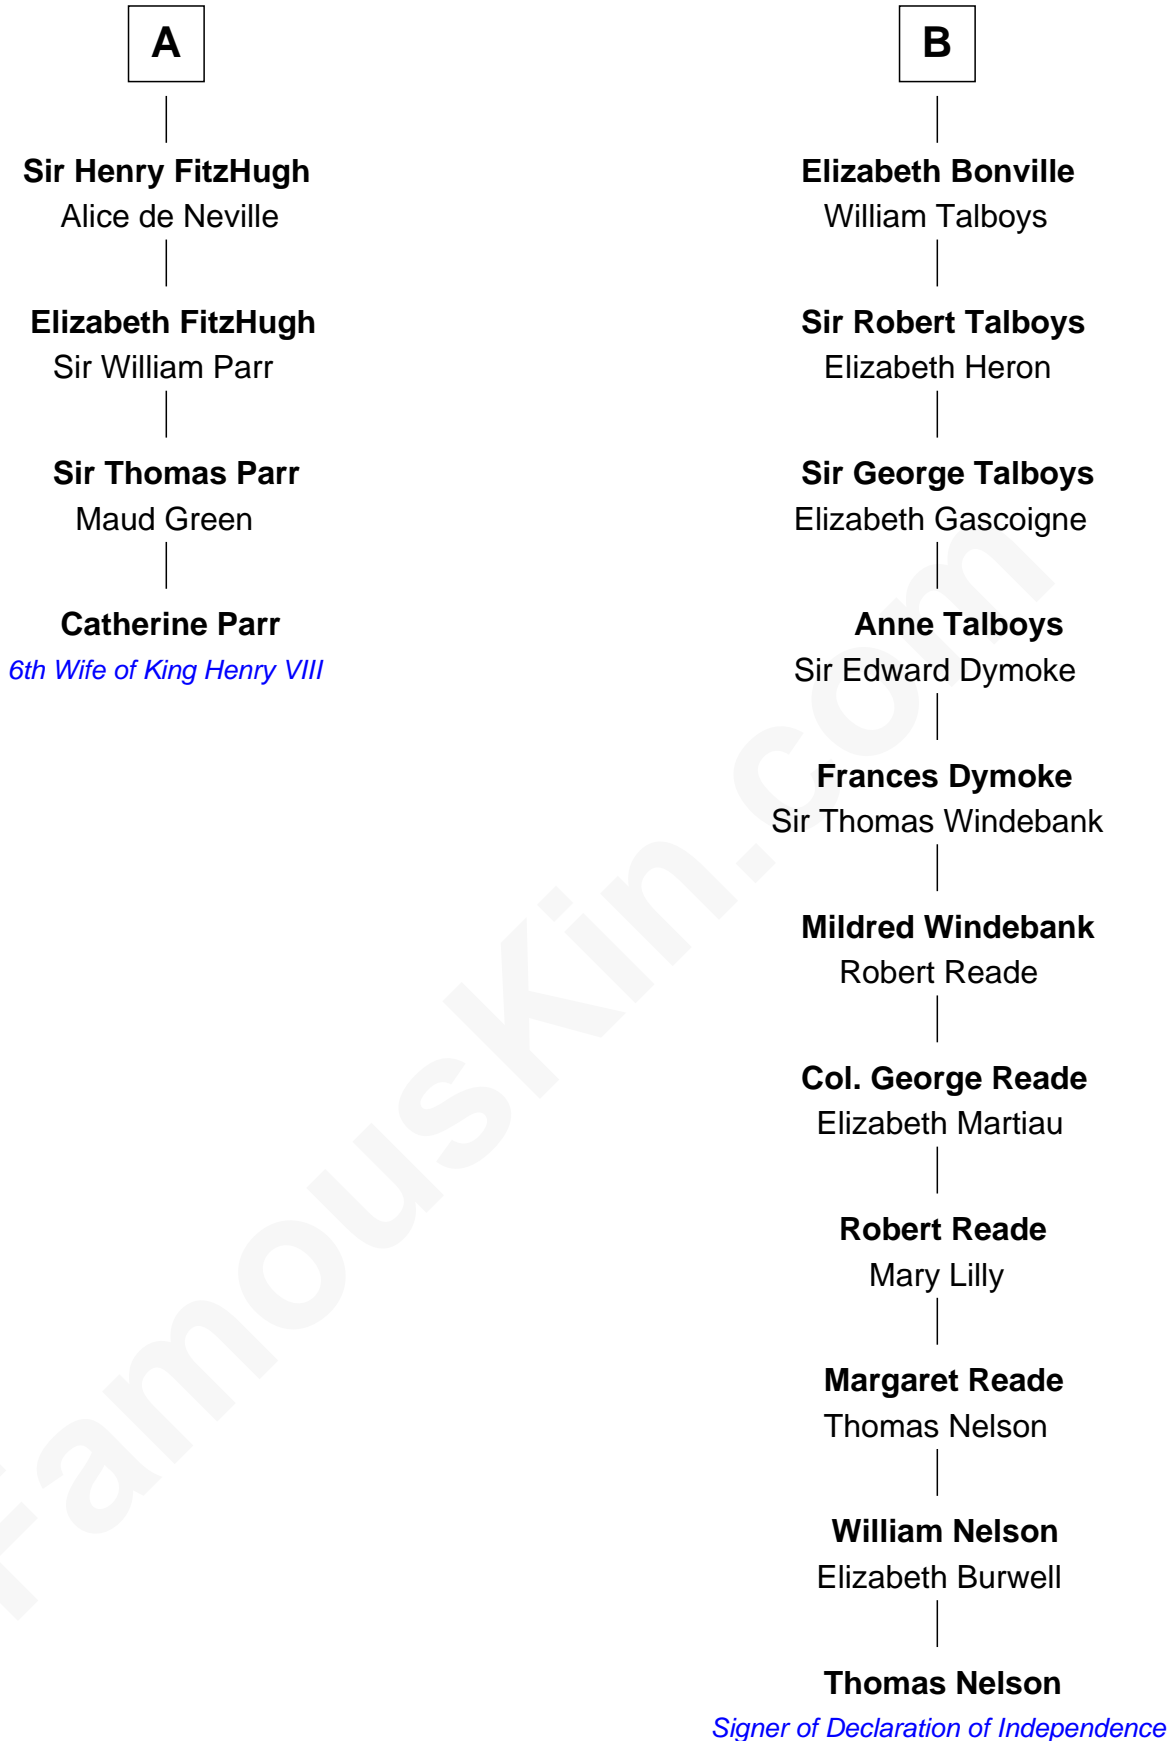 A
Sir Henry FitzHugh
Alice de Neville
Elizabeth FitzHugh
Sir William Parr
Sir Thomas Parr
Maud Green
Catherine Parr
6th Wife of King Henry VIII
B
Elizabeth Bonville
William Talboys
Sir Robert Talboys
Elizabeth Heron
Sir George Talboys
Elizabeth Gascoigne
Anne Talboys
Sir Edward Dymoke
Frances Dymoke
Sir Thomas Windebank
Mildred Windebank
Robert Reade
Col. George Reade
Elizabeth Martiau
Robert Reade
Mary Lilly
Margaret Reade
Thomas Nelson
William Nelson
Elizabeth Burwell
Thomas Nelson
Signer of Declaration of Independence
FamousKin.com